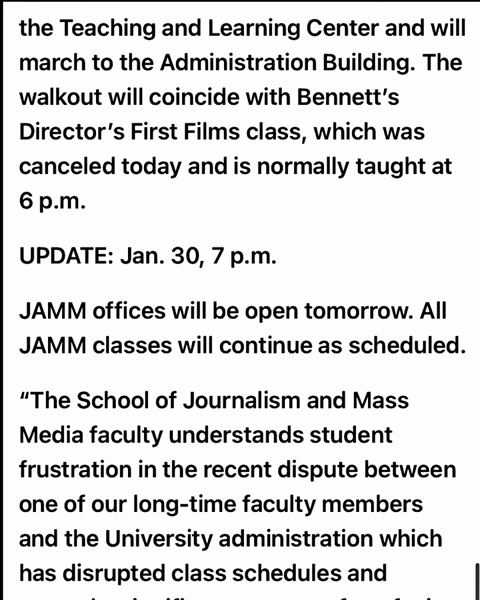 the Teaching and Learning Center and will
march to the Administration Building. The
walkout will coincide with Bennett’s
Director’s First Films class, which was
canceled today and is normally taught at
6 p.m.
UPDATE: Jan. 30, 7 p.m.
JAMM offices will be open tomorrow. All
JAMM classes will continue as scheduled.
“The School of Journalism and Mass
Media faculty understands student
frustration in the recent dispute between
one of our long-time faculty members
and the University administration which
has disrupted class schedules and